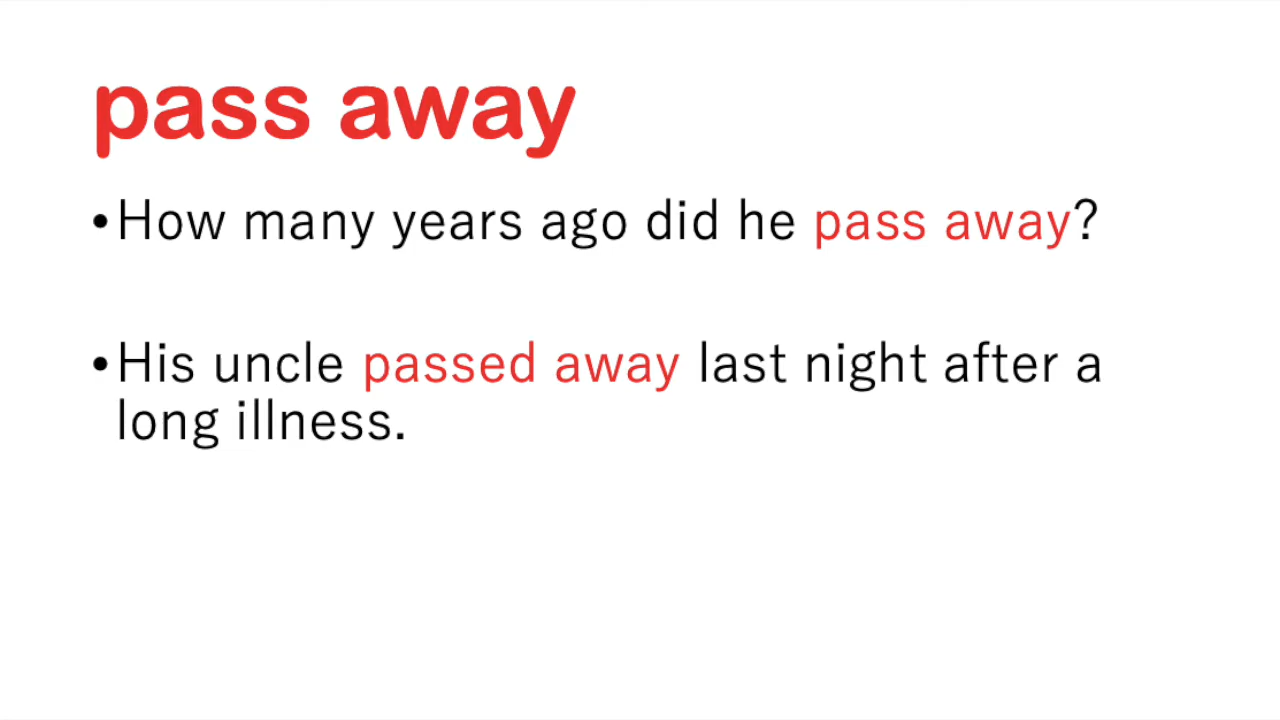 pass away
•How many years ago did he pass away?
•His uncle passed away last night after a
long illness.